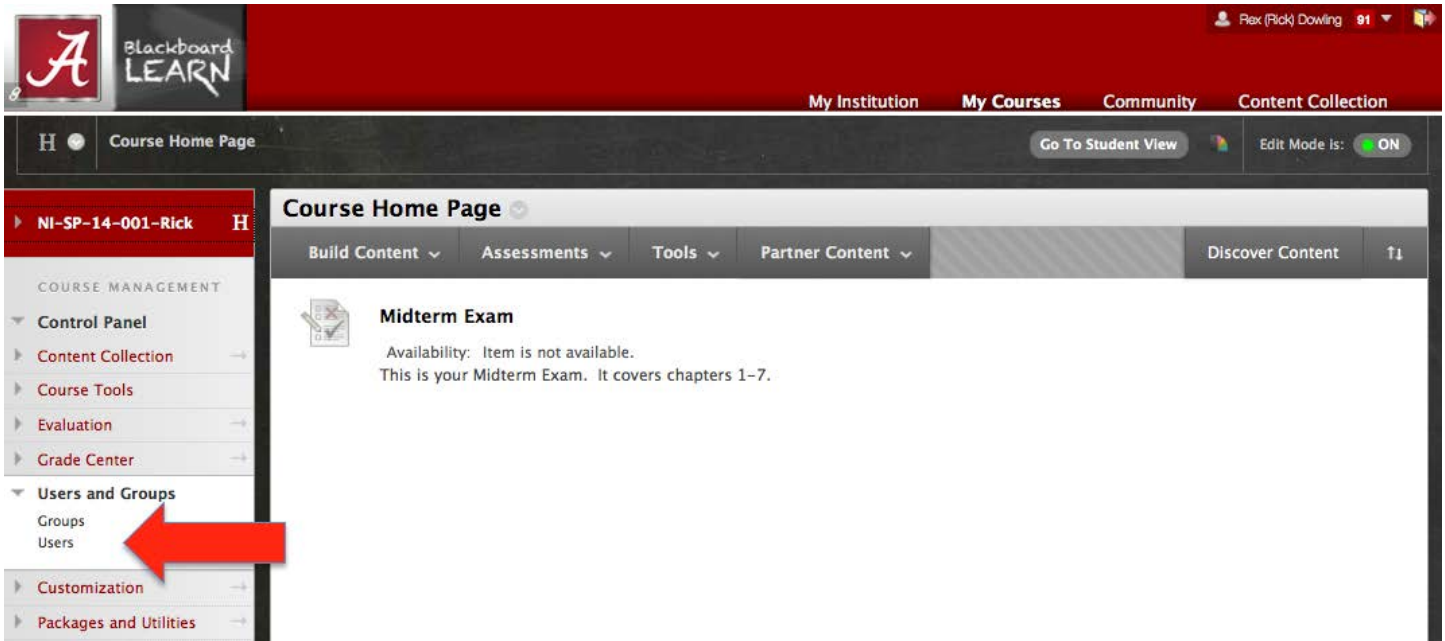 Rex (Rick) Dowling 91
A
Blackboard
LEARN
My Institution My Courses Community Content Collection
H Course Home Page Go To Student View Edit Mode is: ON
NI-SP-14-001-Rick H
Course Home Page
Build Content Assessments Tools Partner Content Discover Content
COURSE MANAGEMENT
Control Panel
Content Collection
Course Tools
Evaluation
Grade Center
Users and Groups
Groups
Users
Customization
Packages and Utilities
Midterm Exam
Availability: Item is not available.
This is your Midterm Exam. It covers chapters 1-7.